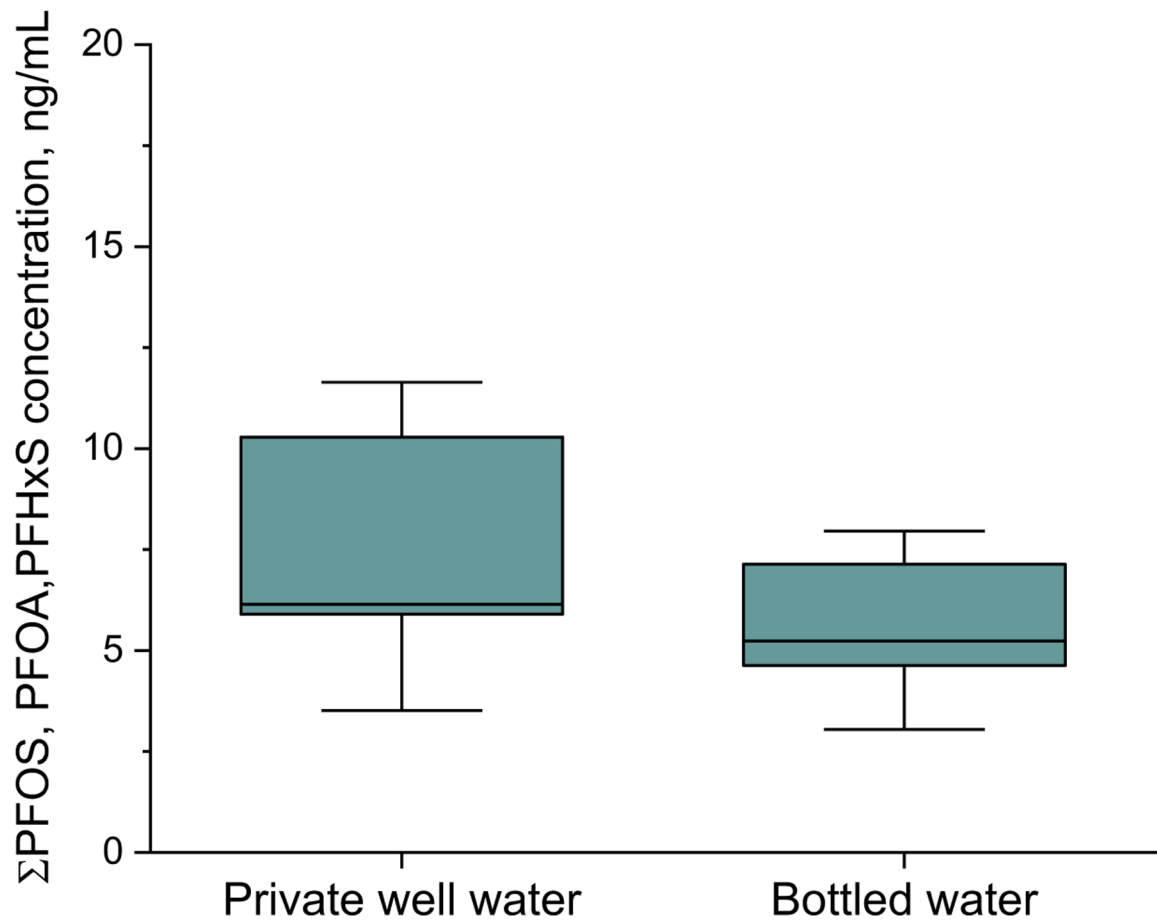 ΣPFOS, PFOA,PFHxS concentration, ng/mL
20
15
10
5
0
Private well water
Bottled water